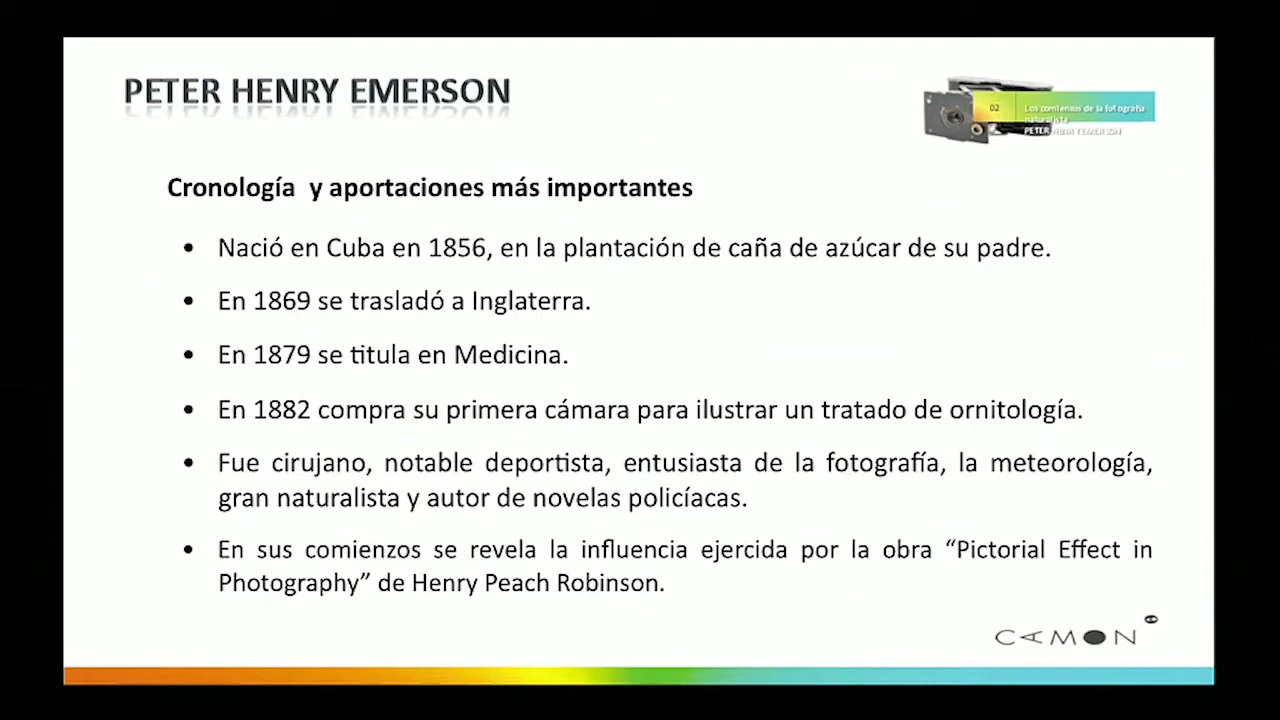 PETER HENRY EMERSON
02
Los comienzos de la fotografía
naturalista
PETER HENRY EMERSON
Cronología y aportaciones más importantes
• Nació en Cuba en 1856, en la plantación de caña de azúcar de su padre.
• En 1869 se trasladó a Inglaterra.
• En 1879 se titula en Medicina.
• En 1882 compra su primera cámara para ilustrar un tratado de ornitología.
• Fue cirujano, notable deportista, entusiasta de la fotografía, la meteorología,
gran naturalista y autor de novelas policíacas.
• En sus comienzos se revela la influencia ejercida por la obra “Pictorial Effect in
Photography” de Henry Peach Robinson.
CAMON